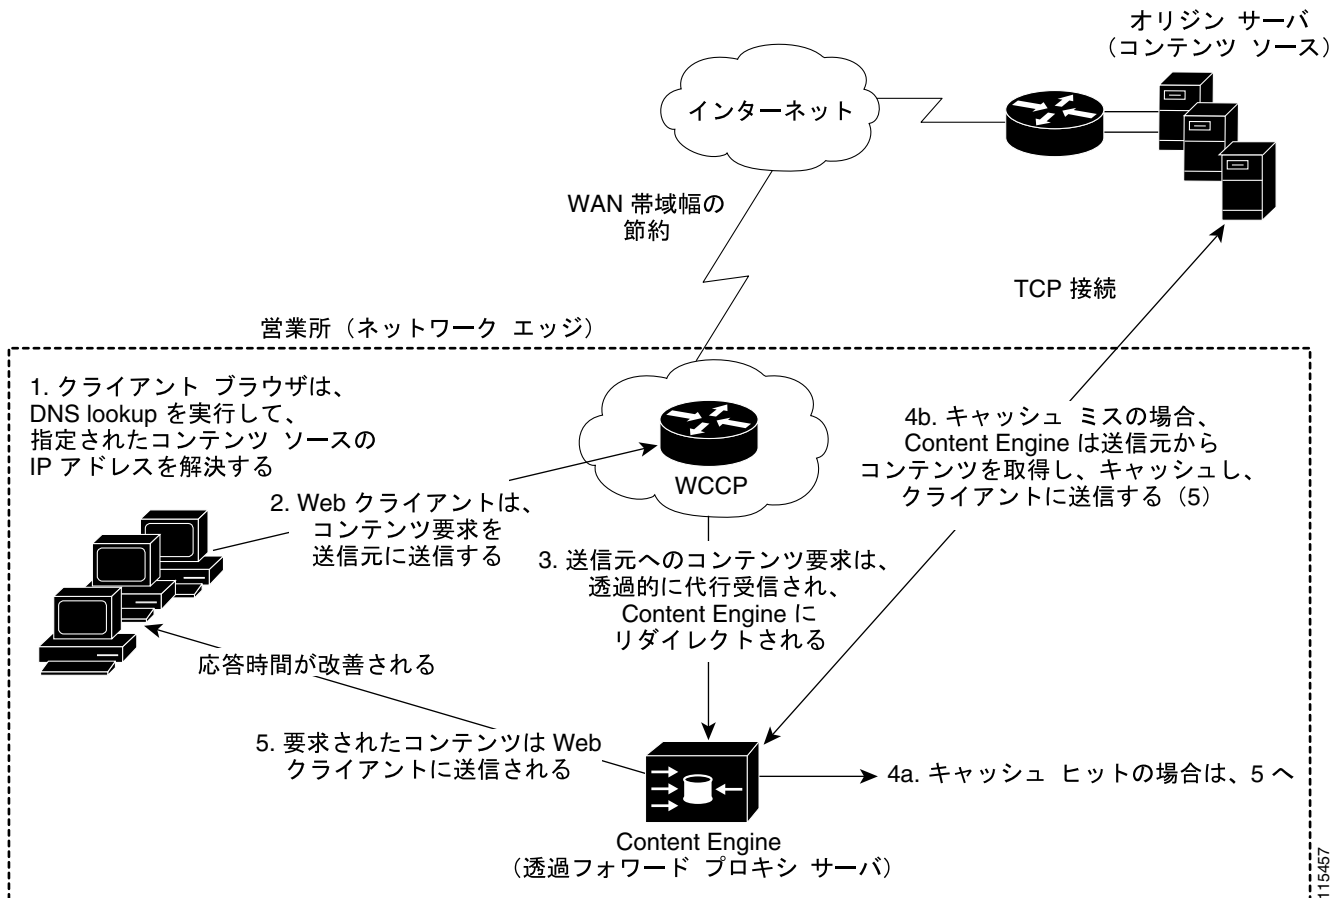 オリジン サーバ
（コンテンツ ソース）
インターネット
WAN 帯域幅の
節約
TCP 接続
営業所（ネットワーク エッジ）
1. クライアント ブラウザは、
DNS lookup を実行して、
指定されたコンテンツ ソースの
IP アドレスを解決する
2. Web クライアントは、
コンテンツ要求を
送信元に送信する
WCCP
4b. キャッシュ ミスの場合、
Content Engine は送信元から
コンテンツを取得し、キャッシュし、
クライアントに送信する（5）
3. 送信元へのコンテンツ要求は、
透過的に代行受信され、
Content Engine に
リダイレクトされる
応答時間が改善される
5. 要求されたコンテンツは Web
クライアントに送信される
4a. キャッシュ ヒットの場合は、5 へ
Content Engine
（透過フォワード プロキシ サーバ）
115457